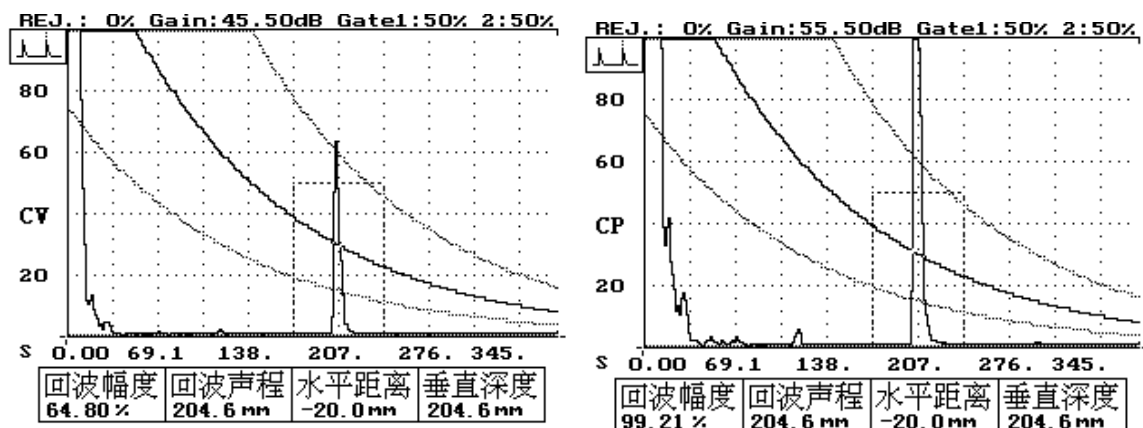 REJ.: 0% Gain:45.50dB Gate1:50% 2:50%
80
60
CW
20
S 0.00 69.1 138. 207. 276. 345.
回波幅度 回波声程 水平距离 垂直深度
64.80% 204.6mm -20.0mm 204.6mm
REJ.: 0% Gain:55.50dB Gate1:50% 2:50%
80
60
CP
20
S 0.00 69.1 138. 207. 276. 345.
回波幅度 回波声程 水平距离 垂直深度
99.21% 204.6mm -20.0mm 204.6mm